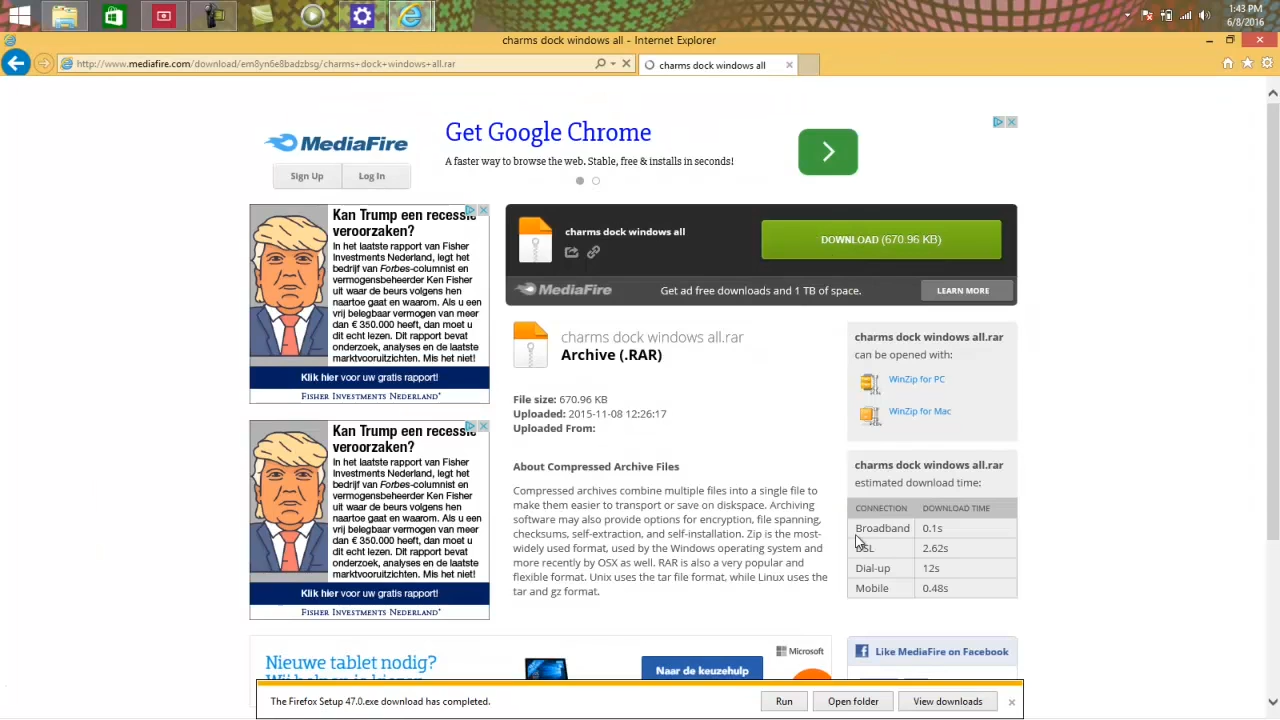 1:43 PM
6/8/2016
charms dock windows all - Internet Explorer
http://www.mediafire.com/download/em8yn6e8badzbsg/charms+dock+windows+all.rar
charms dock windows all
MediaFire
Sign Up
Log In
Get Google Chrome
A faster way to browse the web. Stable, free & installs in seconds!
Kan Trump een recessie
veroorzaken?
In het laatste rapport van Fisher
Investments Nederland, legt het
bedrijf van Forbes-columnist en
vermogensbeheerder Ken Fisher
uit waar de beurs volgens hen
naartoe gaat en waarom. Als u een
vrij belegbaar vermogen van meer
dan € 350.000 heeft, dan moet u
dit echt lezen. Dit rapport bevat
onderzoek, analyses en de laatste
marktvooruitzichten. Mis het niet!
Klik hier voor uw gratis rapport!
FISHER INVESTMENTS NEDERLAND*
Kan Trump een recessie
veroorzaken?
In het laatste rapport van Fisher
Investments Nederland, legt het
bedrijf van Forbes-columnist en
vermogensbeheerder Ken Fisher
uit waar de beurs volgens hen
naartoe gaat en waarom. Als u een
vrij belegbaar vermogen van meer
dan € 350.000 heeft, dan moet u
dit echt lezen. Dit rapport bevat
onderzoek, analyses en de laatste
marktvooruitzichten. Mis het niet!
Klik hier voor uw gratis rapport!
FISHER INVESTMENTS NEDERLAND*
charms dock windows all
DOWNLOAD (670.96 KB)
MediaFire
Get ad free downloads and 1 TB of space.
LEARN MORE
charms dock windows all.rar
Archive (.RAR)
File size: 670.96 KB
Uploaded: 2015-11-08 12:26:17
Uploaded From:
About Compressed Archive Files
Compressed archives combine multiple files into a single file to
make them easier to transport or save on diskspace. Archiving
software may also provide options for encryption, file spanning,
checksums, self-extraction, and self-installation. Zip is the most-
widely used format, used by the Windows operating system and
more recently by OSX as well. RAR is also a very popular and
flexible format. Unix uses the tar file format, while Linux uses the
tar and gz format.
charms dock windows all.rar
can be opened with:
WinZip for PC
WinZip for Mac
charms dock windows all.rar
estimated download time:
CONNECTION DOWNLOAD TIME
Broadband 0.1s
DSL 2.62s
Dial-up 12s
Mobile 0.48s
Nieuwe tablet nodig?
Microsoft
Naar de keuzehulp
Like MediaFire on Facebook
The Firefox Setup 47.0.exe download has completed.
Run
Open folder
View downloads